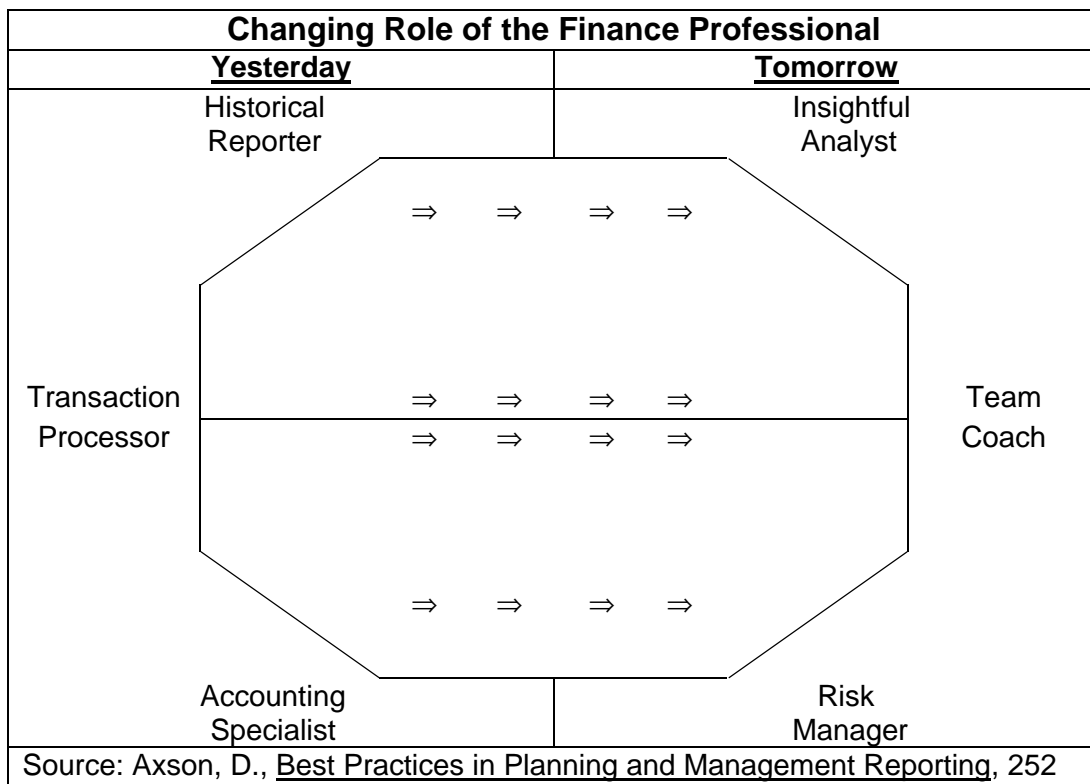 Changing Role of the Finance Professional
Yesterday
Tomorrow
Historical
Reporter
Insightful
Analyst
⇒ ⇒ ⇒ ⇒
Transaction
Processor
⇒ ⇒ ⇒ ⇒
⇒ ⇒ ⇒ ⇒
Team
Coach
⇒ ⇒ ⇒ ⇒
Accounting
Specialist
Risk
Manager
Source: Axson, D., Best Practices in Planning and Management Reporting, 252